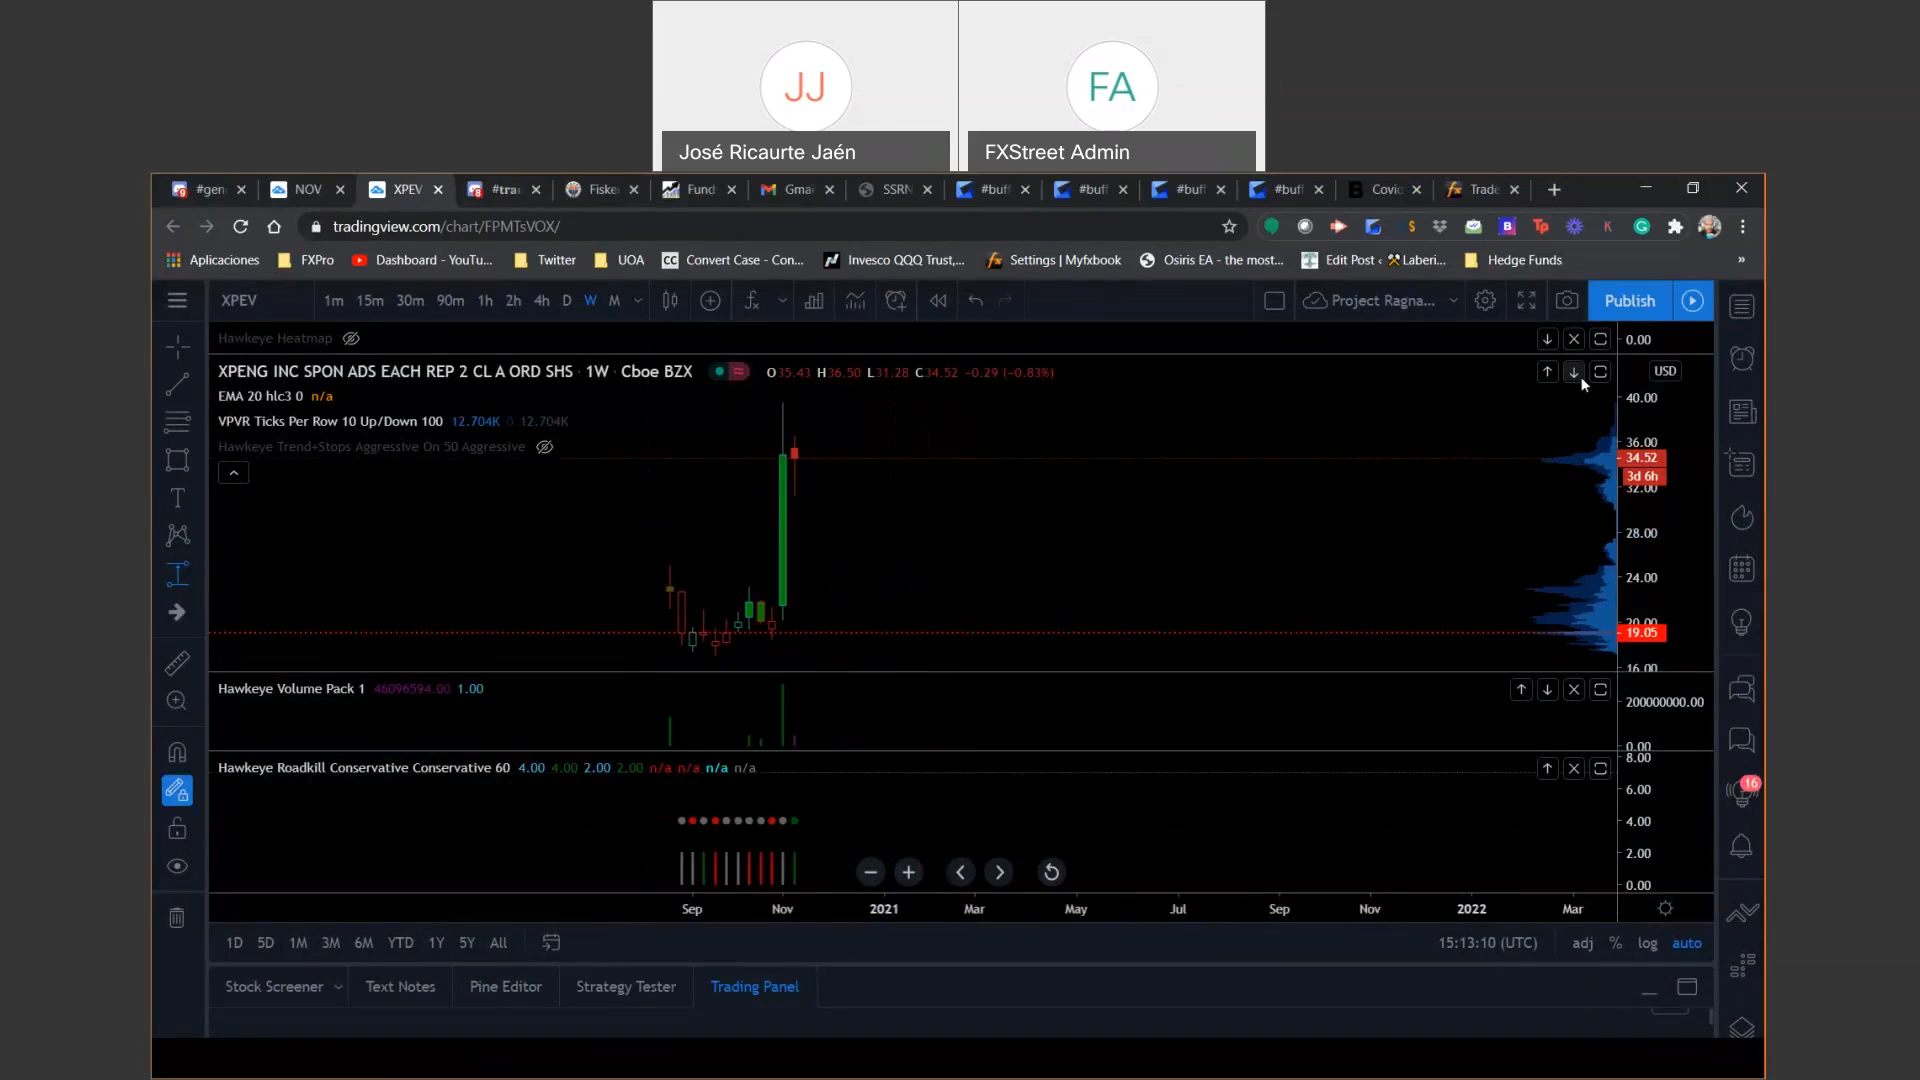 JJ
FA
José Ricaurte Jaén
FXStreet Admin
#gen
NOV
XPEV
#tra
Fiske
Fund
Gma
SSRN
#buff
#buff
#buff
#buff
Covic
Trade
tradingview.com/chart/FPMTsVOX/
Aplicaciones
FXPro
Dashboard - YouTu...
Twitter
UOA
CC Convert Case - Con...
Invesco QQQ Trust,...
Settings | Myfxbook
Osiris EA - the most...
Edit Post ‹ ⚒Laberi...
Hedge Funds
»
XPEV
1m 15m 30m 90m 1h 2h 4h D W M
Project Ragna...
Publish
Hawkeye Heatmap
0.00
XPENG INC SPON ADS EACH REP 2 CL A ORD SHS · 1W · Cboe BZX
O35.43 H36.50 L31.28 C34.52 −0.29 (−0.83%)
USD
EMA 20 hlc3 0 n/a
VPVR Ticks Per Row 10 Up/Down 100 12.704K 0 12.704K
Hawkeye Trend+Stops Aggressive On 50 Aggressive
40.00
36.00
34.52
3d 6h
32.00
28.00
24.00
20.00
19.05
16.00
Hawkeye Volume Pack 1 46096594.00 1.00
200000000.00
0.00
Hawkeye Roadkill Conservative Conservative 60 4.00 4.00 2.00 2.00 n/a n/a n/a n/a
8.00
6.00
4.00
2.00
0.00
16
Sep Nov 2021 Mar May Jul Sep Nov 2022 Mar
1D 5D 1M 3M 6M YTD 1Y 5Y All
15:13:10 (UTC)
adj % log auto
Stock Screener
Text Notes
Pine Editor
Strategy Tester
Trading Panel